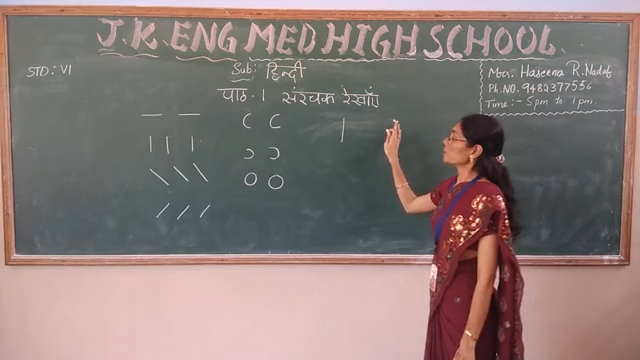 J.K. ENG MED HIGH SCHOOL
STD: VI
Sub: हिन्दी
पाठ. 1 संरचक रेखाएँ
Mrs. Haseena R. Nadaf
Ph.NO. 9482377556
Time:- 5pm to 1pm